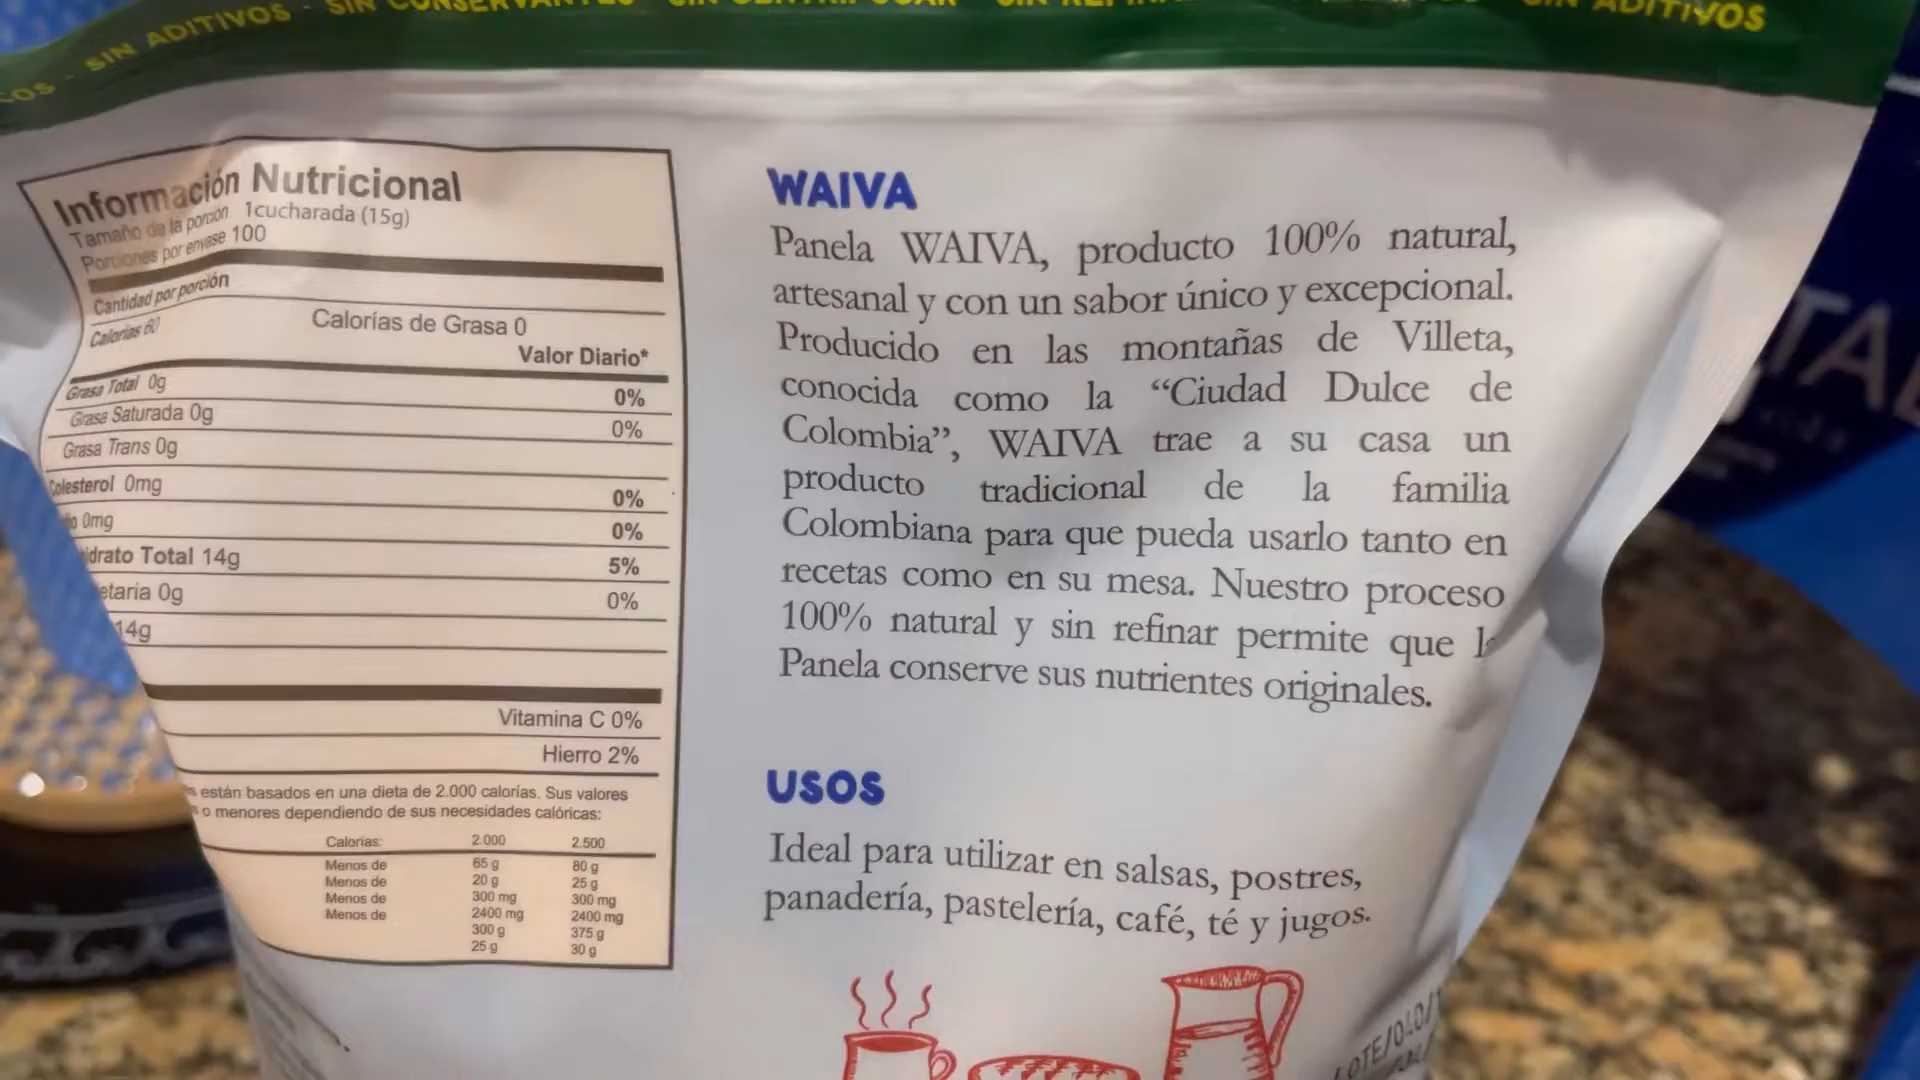 SIN ADITIVOS - SIN CONSERVANTES
SIN ADITIVOS
Información Nutricional
Tamaño de la porción 1cucharada (15g)
Porciones por envase 100
Cantidad por porción
Calorías 60
Calorías de Grasa 0
Valor Diario*
Grasa Total 0g 0%
Grasa Saturada 0g 0%
Grasa Trans 0g
Colesterol 0mg 0%
0mg 0%
Total 14g 5%
0g 0%
14g
Vitamina C 0%
Hierro 2%
están basados en una dieta de 2.000 calorías. Sus valores
o menores dependiendo de sus necesidades calóricas:
Calorías: 2.000 2.500
Menos de 65 g 80 g
Menos de 20 g 25 g
Menos de 300 mg 300 mg
Menos de 2400 mg 2400 mg
300 g 375 g
25 g 30 g
WAIVA
Panela WAIVA, producto 100% natural,
artesanal y con un sabor único y excepcional.
Producido en las montañas de Villeta,
conocida como la “Ciudad Dulce de
Colombia”, WAIVA trae a su casa un
producto tradicional de la familia
Colombiana para que pueda usarlo tanto en
recetas como en su mesa. Nuestro proceso
100% natural y sin refinar permite que
Panela conserve sus nutrientes originales.
USOS
Ideal para utilizar en salsas, postres,
panadería, pastelería, café, té y jugos.